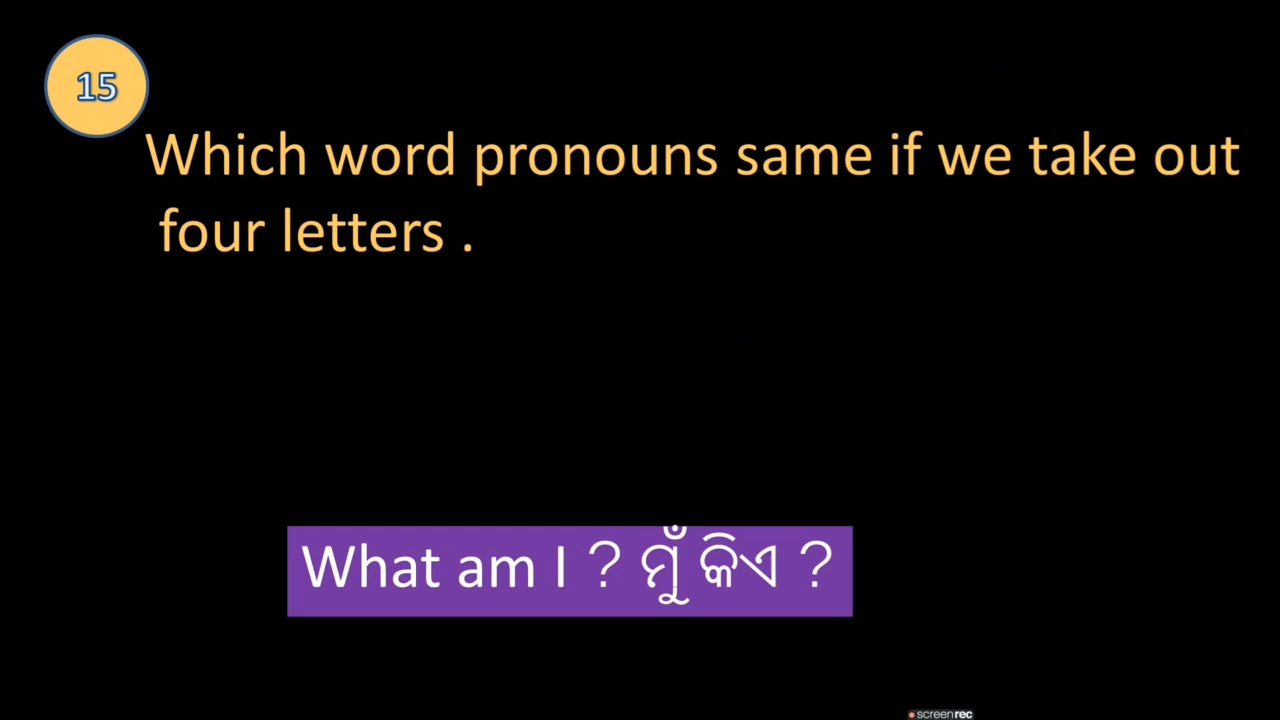 15
Which word pronouns same if we take out
four letters .
What am I ? ମୁଁ କିଏ ?
screenrec